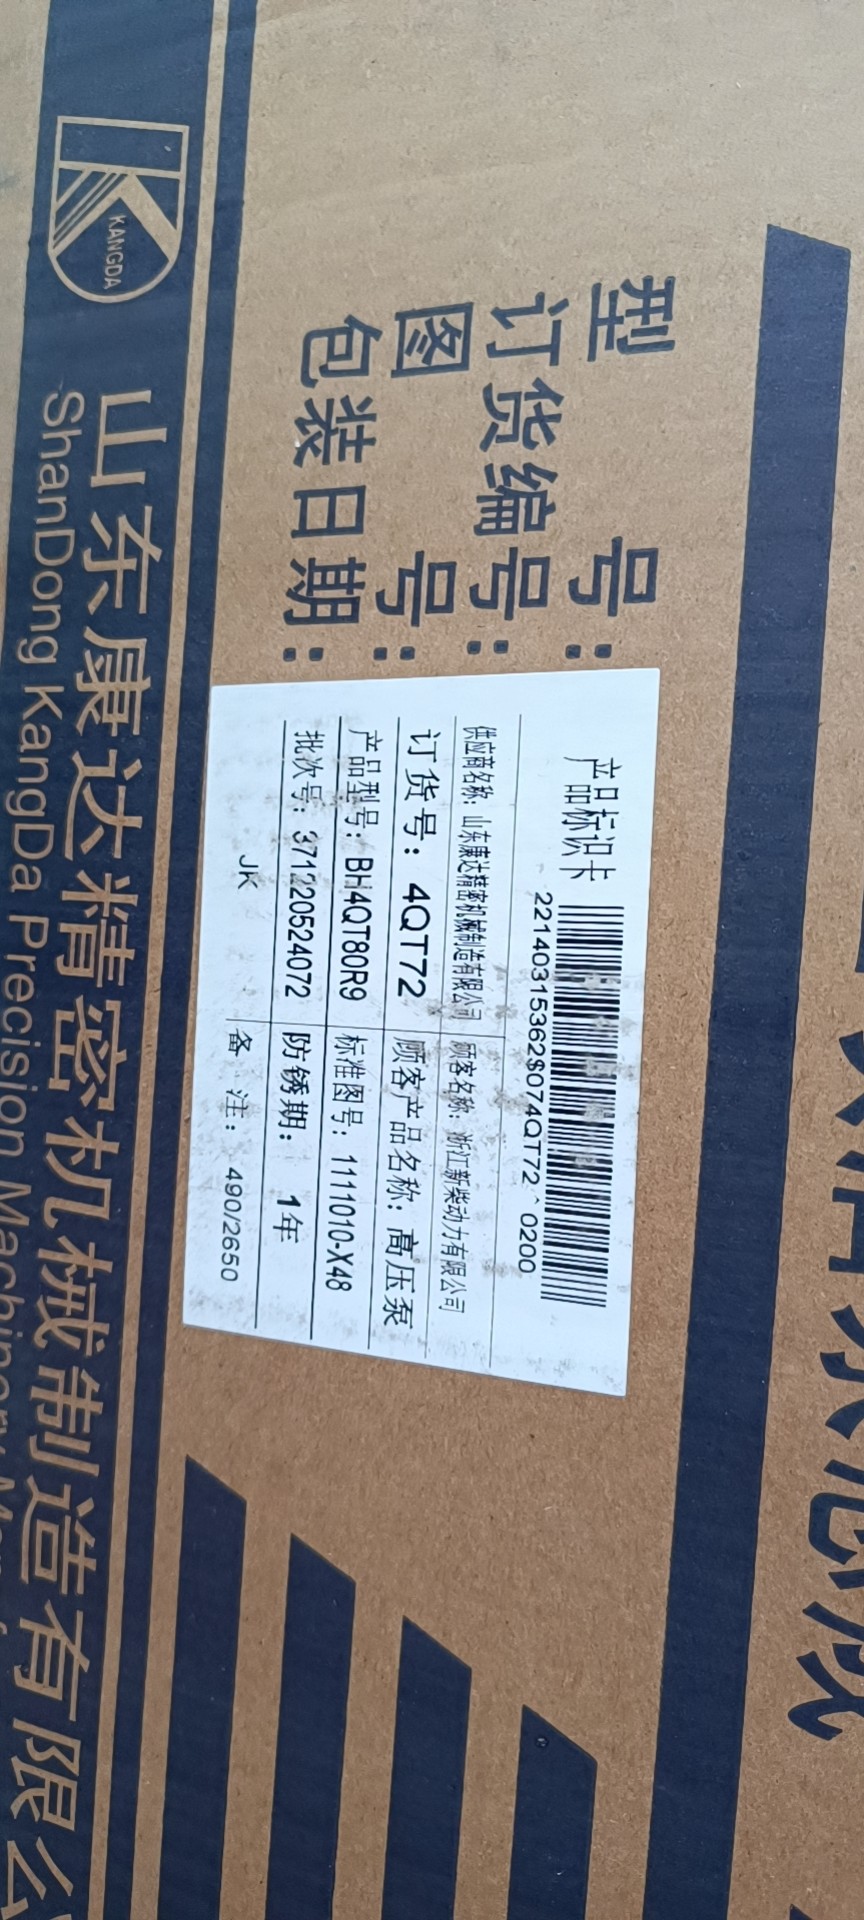 型 号：
订货编号：
图 号：
包装日期：
产品标识卡
22140315362$074QT72^0200
供应商名称：山东康达精密机械制造有限公司 顾客名称：浙江新柴动力有限公司
订货号：4QT72 顾客产品名称：高压泵
产品型号：BH4QT80R9 标准图号：1111010-X48
批次号：371220524072 防锈期：1年
JK 备 注：490/2650
KANGDA
山东康达精密机械制造有限公
ShanDong KangDa Precision Machinery